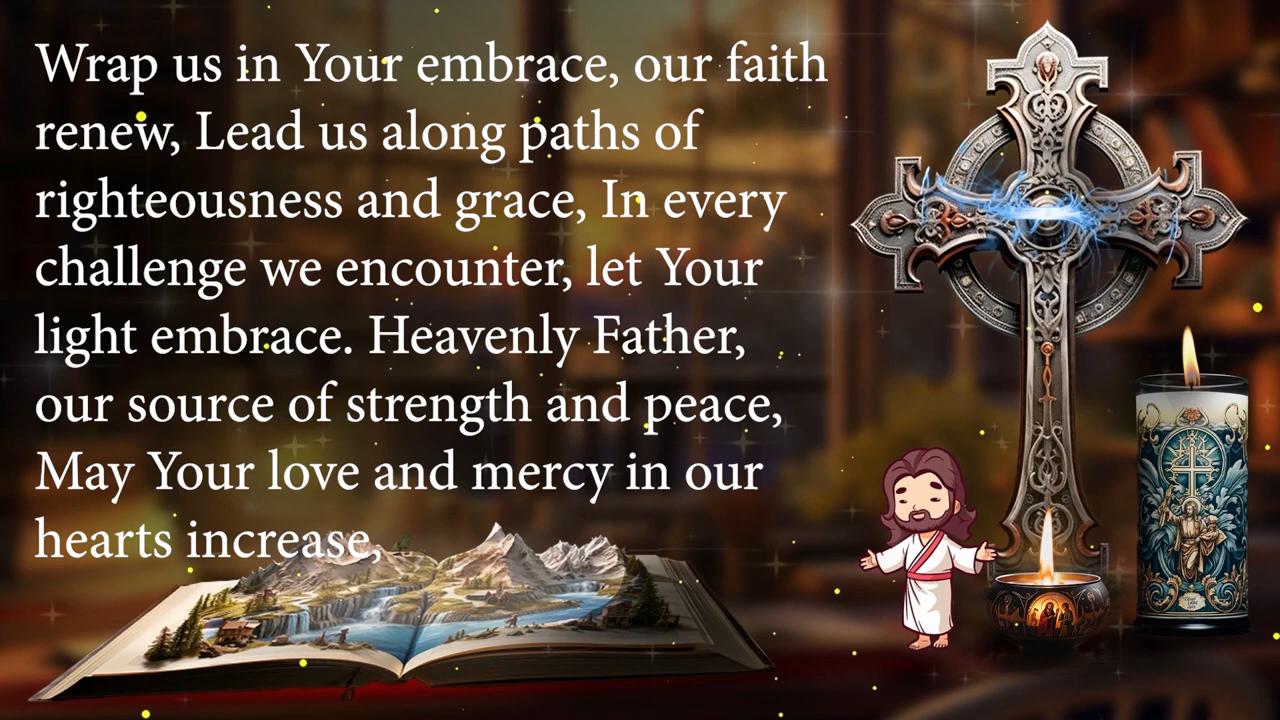 Wrap us in Your embrace, our faith
renew, Lead us along paths of
righteousness and grace, In every
challenge we encounter, let Your
light embrace. Heavenly Father,
our source of strength and peace,
May Your love and mercy in our
hearts increase,